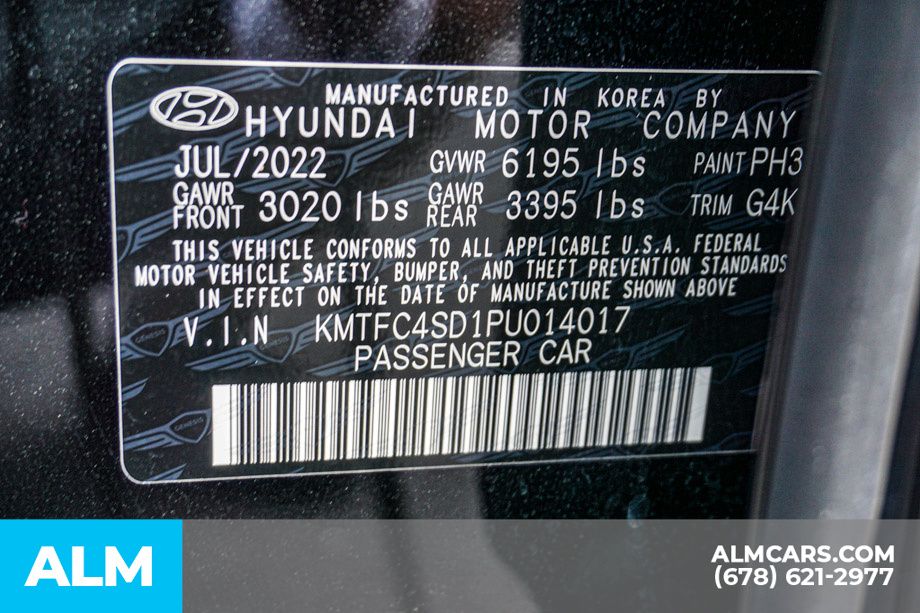 MANUFACTURED IN KOREA BY
HYUNDAI MOTOR COMPANY
JUL/2022 GVWR 6195 lbs PAINT PH3
GAWR FRONT 3020 lbs GAWR REAR 3395 lbs TRIM G4K
THIS VEHICLE CONFORMS TO ALL APPLICABLE U.S.A. FEDERAL
MOTOR VEHICLE SAFETY, BUMPER, AND THEFT PREVENTION STANDARDS
IN EFFECT ON THE DATE OF MANUFACTURE SHOWN ABOVE
V.I.N KMTFC4SD1PU014017
PASSENGER CAR
GENESIS
GENESIS
ALM
ALMCARS.COM
(678) 621-2977